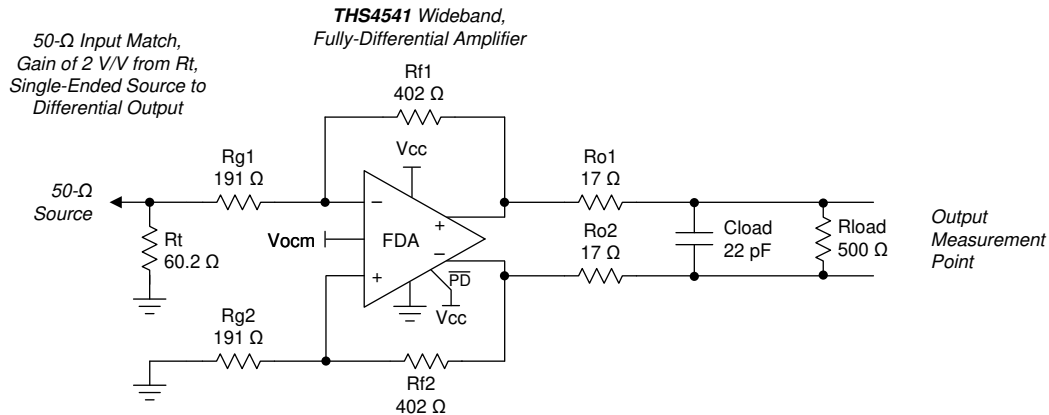 THS4541 Wideband,
Fully-Differential Amplifier
50-Ω Input Match,
Gain of 2 V/V from Rt,
Single-Ended Source to
Differential Output
Rf1
402 Ω
Vcc
Rg1
191 Ω
Ro1
17 Ω
50-Ω
Source
Rt
60.2 Ω
Vocm
−
+
FDA
+
−
PD
Vcc
Ro2
17 Ω
Cload
22 pF
Rload
500 Ω
Output
Measurement
Point
Rg2
191 Ω
Rf2
402 Ω